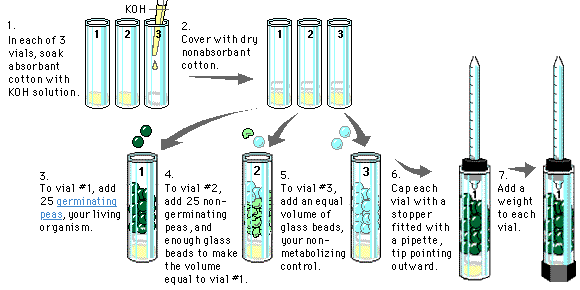 KOH
1.
In each of 3
vials, soak
absorbant
cotton with
KOH solution.
1 2 3
2.
Cover with dry
nonabsorbant
cotton.
1 2 3
3.
To vial #1, add
25 germinating
peas, your living
organism.
1
4.
To vial #2,
add 25 non-
germinating
peas, and
enough glass
beads to make
the volume
equal to vial #1.
2
5.
To vial #3,
add an equal
volume of
glass beads,
your non-
metabolizing
control.
3
6.
Cap each
vial with a
stopper
fitted with
a pipette,
tip pointing
outward.
7.
Add a
weight to
each
vial.